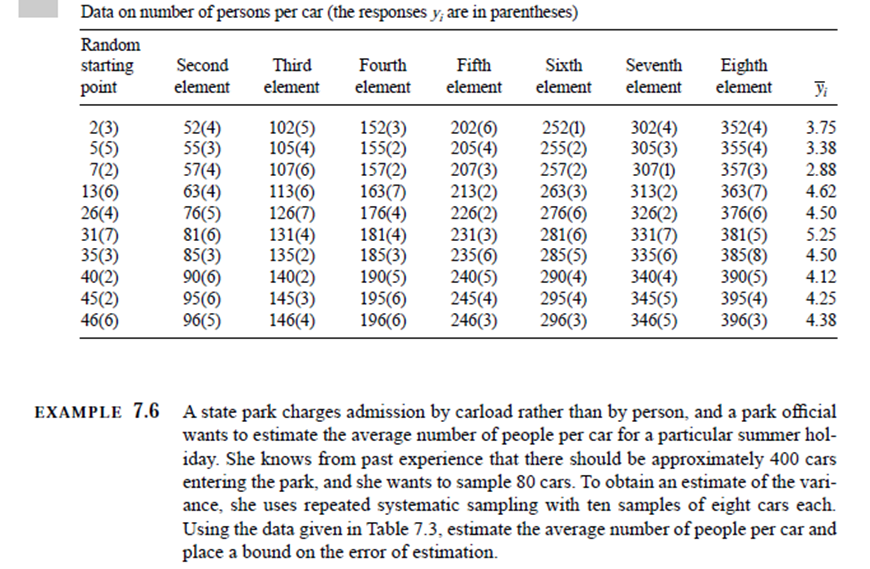 Data on number of persons per car (the responses yᵢ are in parentheses)
Random
starting Second Third Fourth Fifth Sixth Seventh Eighth
point element element element element element element element ȳᵢ
2(3) 52(4) 102(5) 152(3) 202(6) 252(1) 302(4) 352(4) 3.75
5(5) 55(3) 105(4) 155(2) 205(4) 255(2) 305(3) 355(4) 3.38
7(2) 57(4) 107(6) 157(2) 207(3) 257(2) 307(1) 357(3) 2.88
13(6) 63(4) 113(6) 163(7) 213(2) 263(3) 313(2) 363(7) 4.62
26(4) 76(5) 126(7) 176(4) 226(2) 276(6) 326(2) 376(6) 4.50
31(7) 81(6) 131(4) 181(4) 231(3) 281(6) 331(7) 381(5) 5.25
35(3) 85(3) 135(2) 185(3) 235(6) 285(5) 335(6) 385(8) 4.50
40(2) 90(6) 140(2) 190(5) 240(5) 290(4) 340(4) 390(5) 4.12
45(2) 95(6) 145(3) 195(6) 245(4) 295(4) 345(5) 395(4) 4.25
46(6) 96(5) 146(4) 196(6) 246(3) 296(3) 346(5) 396(3) 4.38
EXAMPLE 7.6 A state park charges admission by carload rather than by person, and a park official
wants to estimate the average number of people per car for a particular summer hol-
iday. She knows from past experience that there should be approximately 400 cars
entering the park, and she wants to sample 80 cars. To obtain an estimate of the vari-
ance, she uses repeated systematic sampling with ten samples of eight cars each.
Using the data given in Table 7.3, estimate the average number of people per car and
place a bound on the error of estimation.